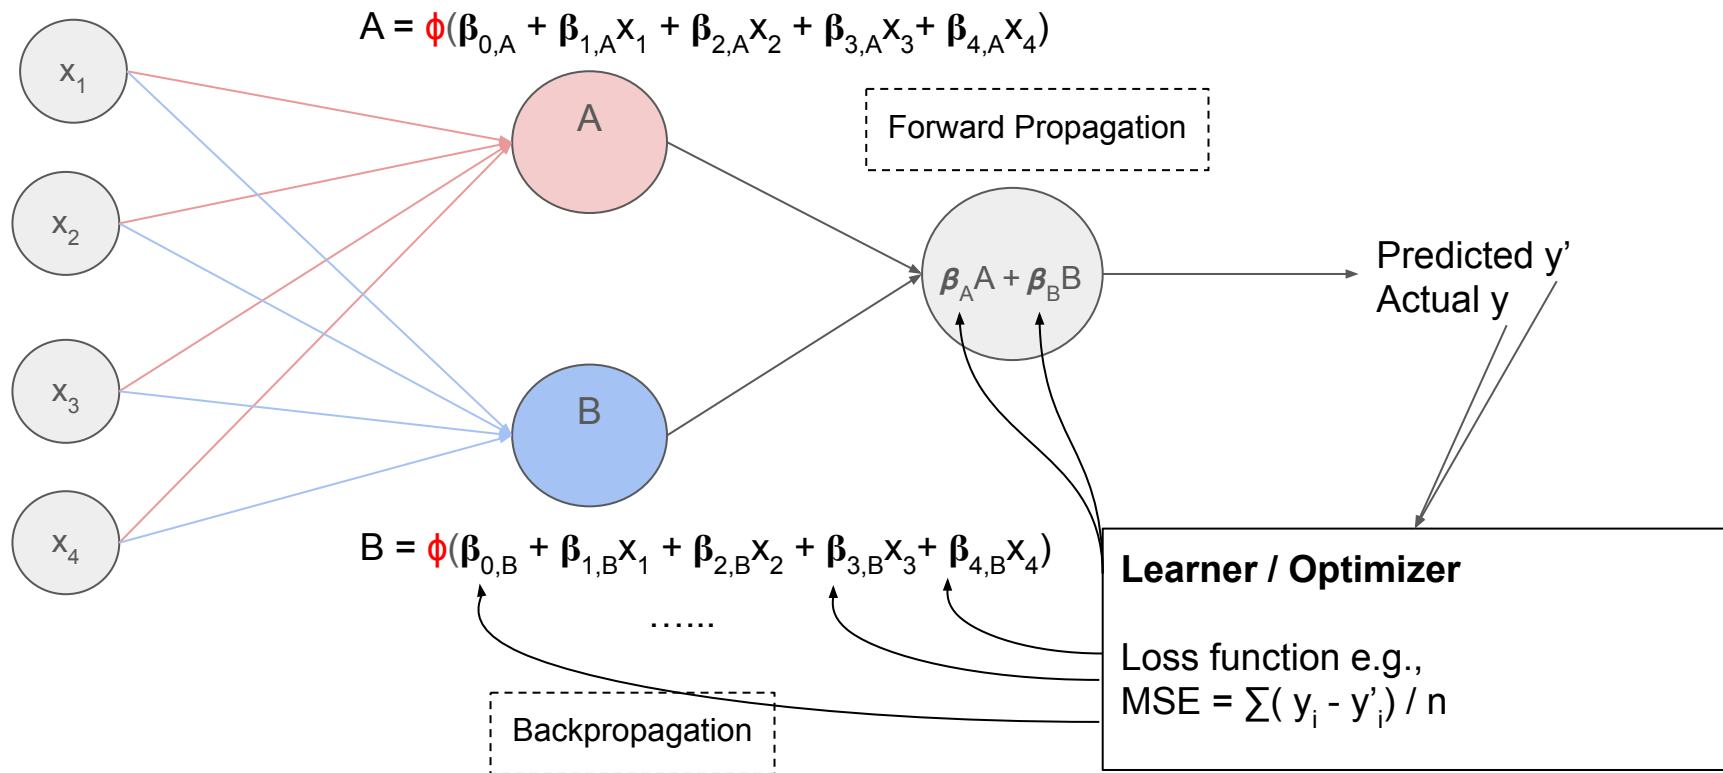 A = ϕ(β0,A + β1,Ax1 + β2,Ax2 + β3,Ax3+ β4,Ax4)
x1
A
Forward Propagation
x2
βAA + βBB
Predicted y’
Actual y
x3
B
x4
B = ϕ(β0,B + β1,Bx1 + β2,Bx2 + β3,Bx3+ β4,Bx4)
…...
Backpropagation
Learner / Optimizer
Loss function e.g.,
MSE = ∑( yi - y’i) / n